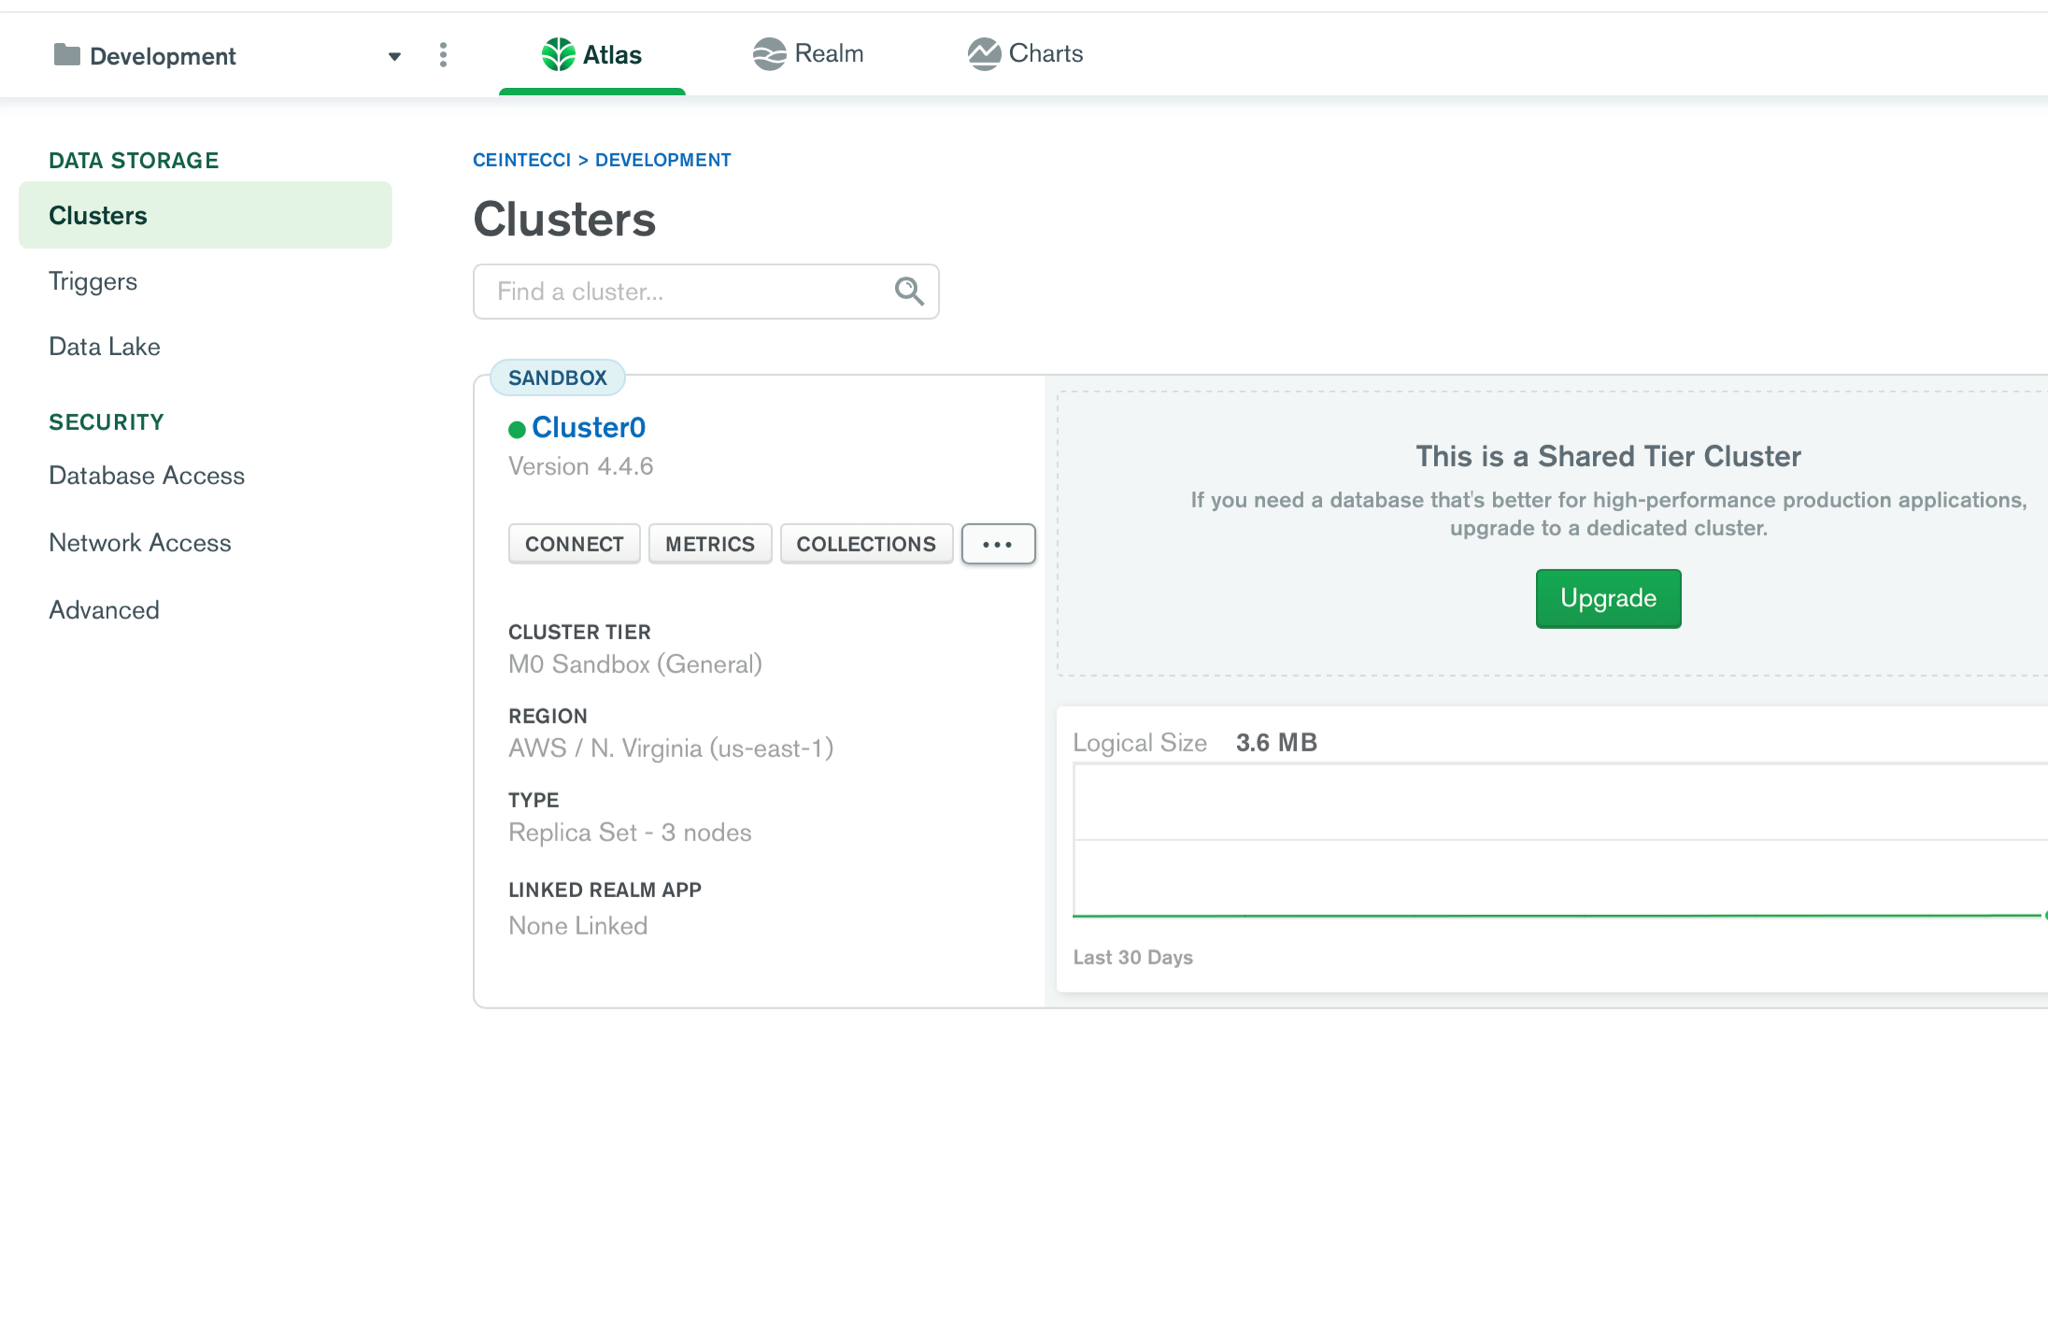 Development
Atlas
Realm
Charts
DATA STORAGE
Clusters
Triggers
Data Lake
SECURITY
Database Access
Network Access
Advanced
CEINTECCI > DEVELOPMENT
Clusters
Find a cluster...
SANDBOX
Cluster0
Version 4.4.6
CONNECT
METRICS
COLLECTIONS
...
CLUSTER TIER
M0 Sandbox (General)
REGION
AWS / N. Virginia (us-east-1)
TYPE
Replica Set - 3 nodes
LINKED REALM APP
None Linked
This is a Shared Tier Cluster
If you need a database that's better for high-performance production applications,
upgrade to a dedicated cluster.
Upgrade
Logical Size 3.6 MB
Last 30 Days